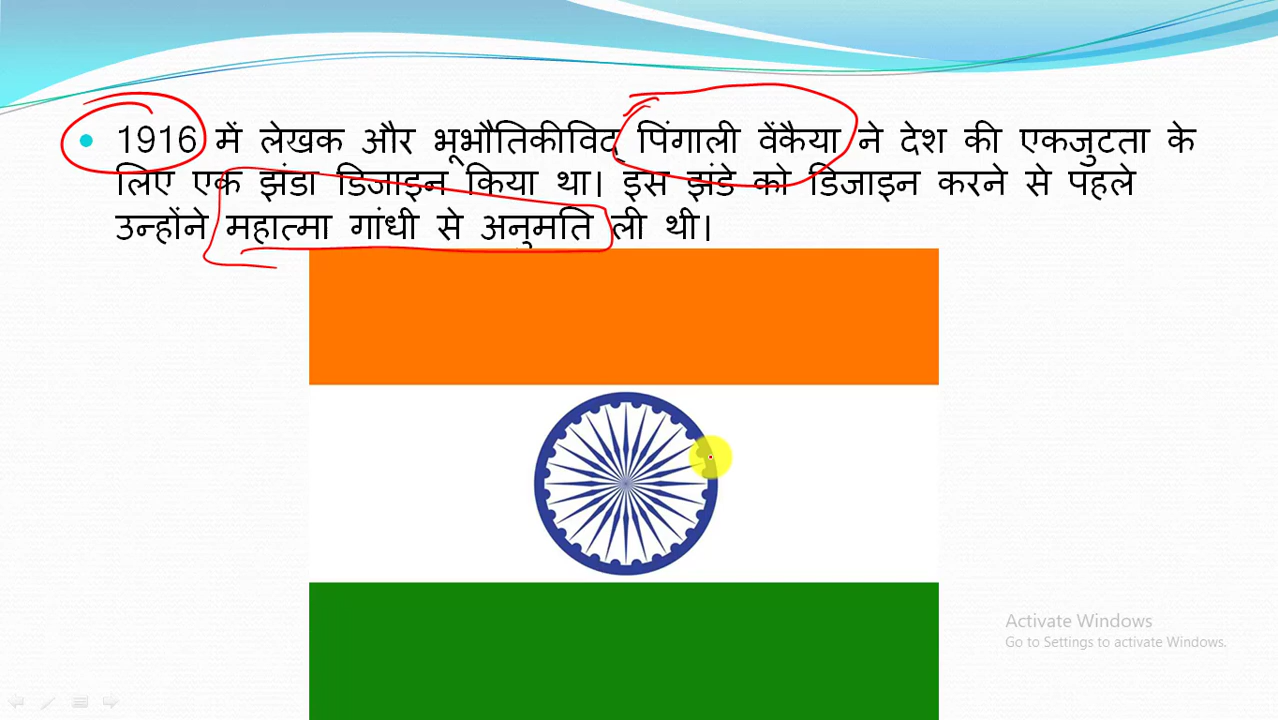 1916 में लेखक और भूभौतिकीविद् पिंगाली वेंकैया ने देश की एकजुटता के
लिए एक झंडा डिजाइन किया था। इस झंडे को डिजाइन करने से पहले
उन्होंने महात्मा गांधी से अनुमति ली थी।
Activate Windows
Go to Settings to activate Windows.